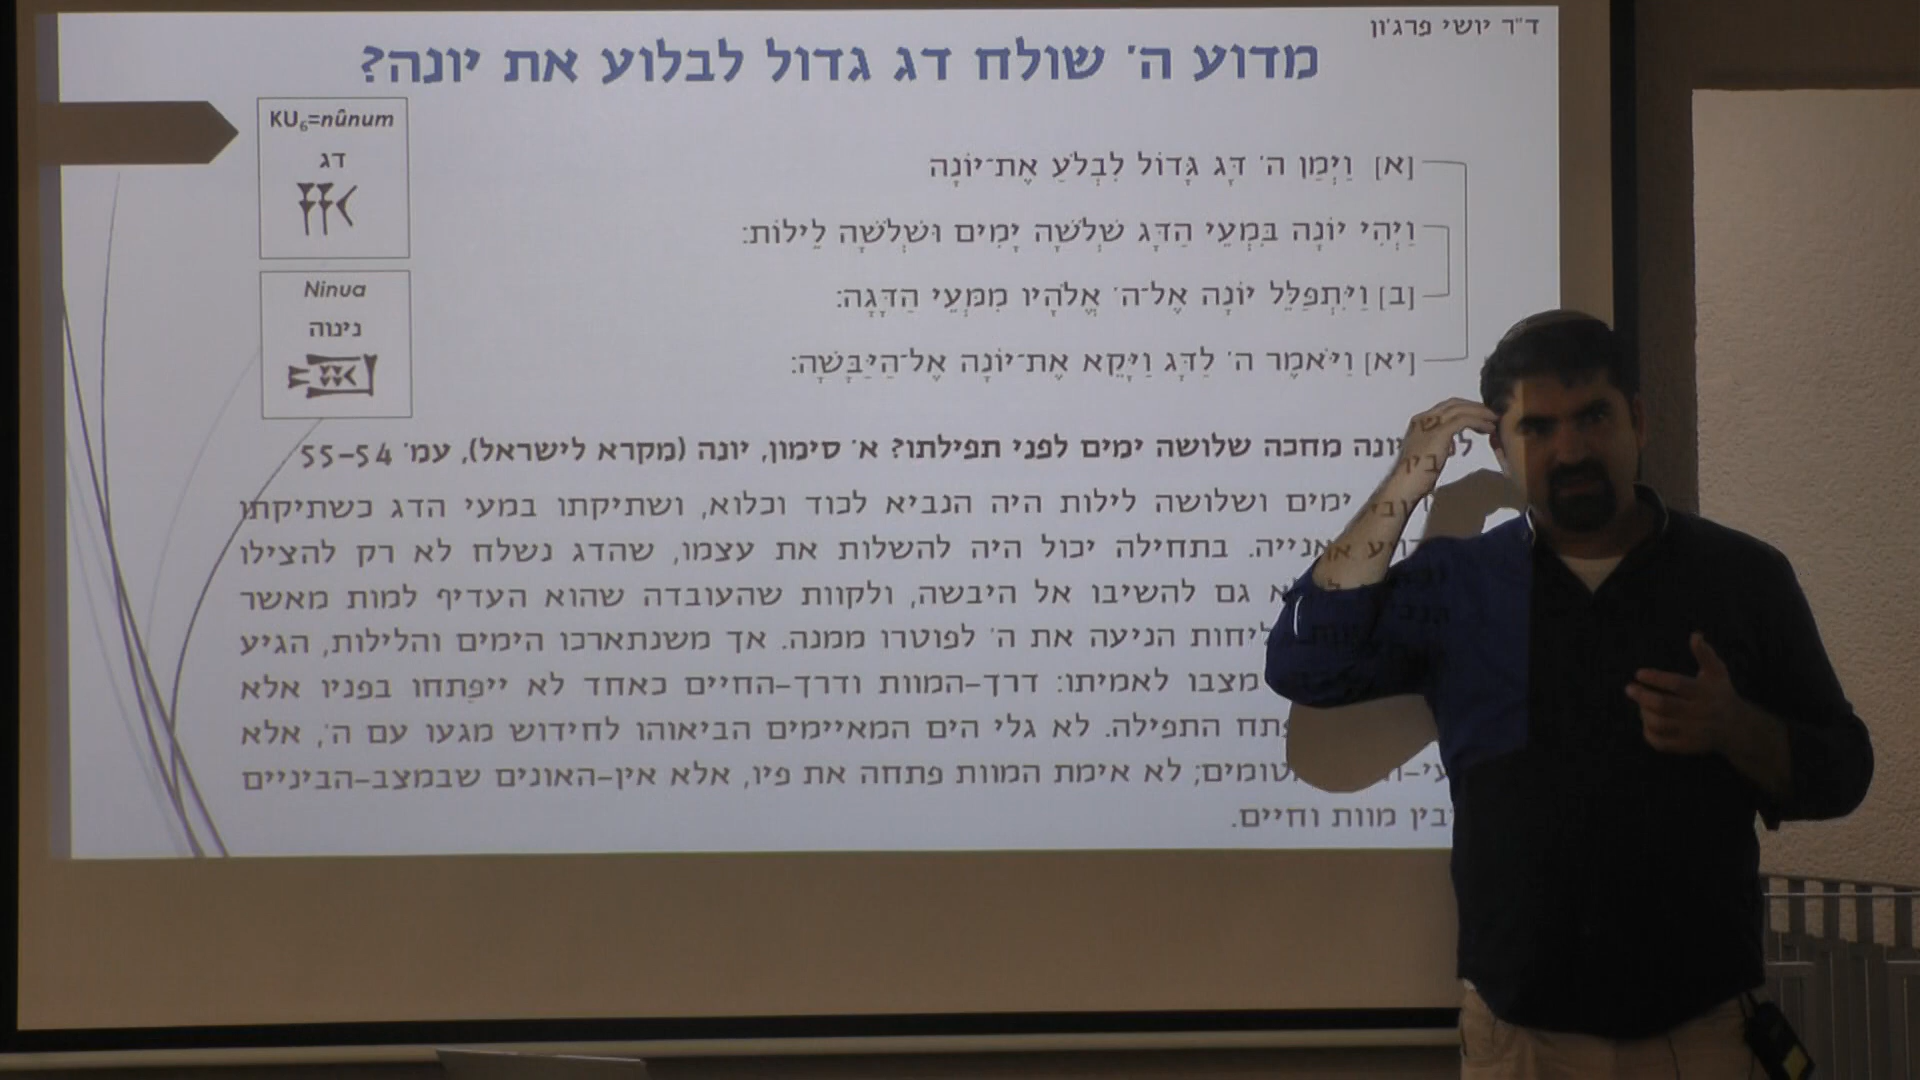 ד״ר יושי פרג׳ון
מדוע ה׳ שולח דג גדול לבלוע את יונה?
KU₆=nûnum
דג
Ninua
נינוה
[א] וַיְמַן ה׳ דָּג גָּדוֹל לִבְלֹעַ אֶת־יוֹנָה
וַיְהִי יוֹנָה בִּמְעֵי הַדָּג שְׁלֹשָׁה יָמִים וּשְׁלֹשָׁה לֵילוֹת:
[ב] וַיִּתְפַּלֵּל יוֹנָה אֶל־ה׳ אֱלֹהָיו מִמְּעֵי הַדָּגָה:
[יא] וַיֹּאמֶר ה׳ לַדָּג וַיָּקֵא אֶת־יוֹנָה אֶל־הַיַּבָּשָׁה:
יונה מחכה שלושה ימים לפני תפילתו? א׳ סימון, יונה (מקרא לישראל), עמ׳ 54–55
ימים ושלושה לילות היה הנביא לכוד וכלוא, ושתיקתו במעי הדג כשתיקתו
בתחילה יכול היה להשלות את עצמו, שהדג נשלח לא רק להצילו
גם להשיבו אל היבשה, ולקוות שהעובדה שהוא העדיף למות מאשר
הניעה את ה׳ לפוטרו ממנה. אך משנתארכו הימים והלילות, הגיע
מצבו לאמיתו: דרך–המוות ודרך–החיים כאחד לא ייפָּתחו בפניו אלא
התפילה. לא גלי הים המאיימים הביאוהו לחידוש מגעו עם ה׳, אלא
לא אימת המוות פתחה את פיו, אלא אין–האונים שבמצב–הביניים
בין מוות וחיים.